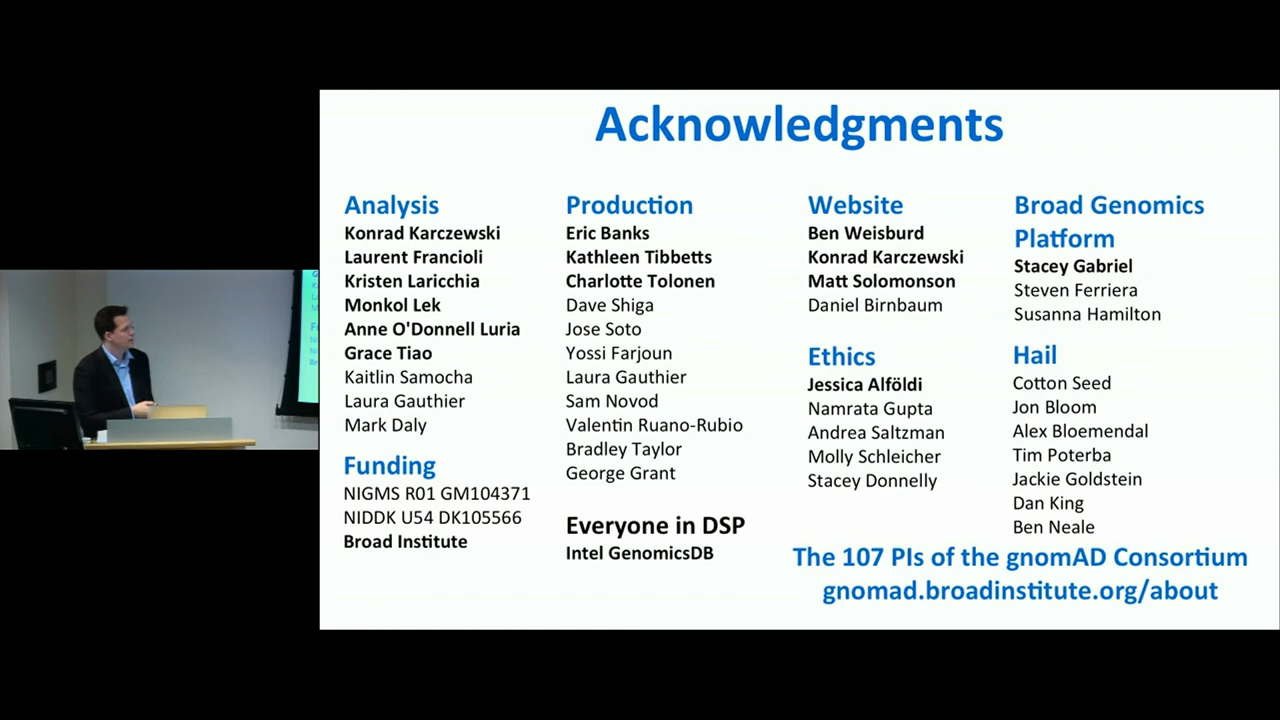 Acknowledgments
Analysis
Konrad Karczewski
Laurent Francioli
Kristen Laricchia
Monkol Lek
Anne O'Donnell Luria
Grace Tiao
Kaitlin Samocha
Laura Gauthier
Mark Daly
Funding
NIGMS R01 GM104371
NIDDK U54 DK105566
Broad Institute
Production
Eric Banks
Kathleen Tibbetts
Charlotte Tolonen
Dave Shiga
Jose Soto
Yossi Farjoun
Laura Gauthier
Sam Novod
Valentin Ruano-Rubio
Bradley Taylor
George Grant
Everyone in DSP
Intel GenomicsDB
Website
Ben Weisburd
Konrad Karczewski
Matt Solomonson
Daniel Birnbaum
Ethics
Jessica Alföldi
Namrata Gupta
Andrea Saltzman
Molly Schleicher
Stacey Donnelly
Broad Genomics
Platform
Stacey Gabriel
Steven Ferriera
Susanna Hamilton
Hail
Cotton Seed
Jon Bloom
Alex Bloemendal
Tim Poterba
Jackie Goldstein
Dan King
Ben Neale
The 107 PIs of the gnomAD Consortium
gnomad.broadinstitute.org/about